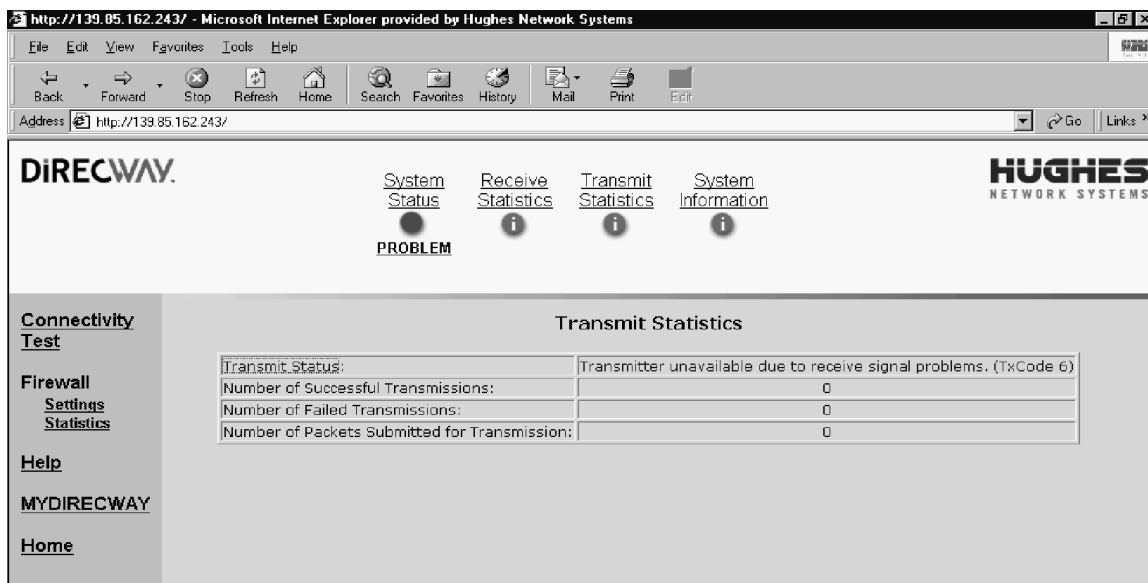 http://139.85.162.243/ - Microsoft Internet Explorer provided by Hughes Network Systems
File Edit View Favorites Tools Help
Back Forward Stop Refresh Home Search Favorites History Mail Print Edit
Address http://139.85.162.243/ Go Links »
DiRECWAY.
System Status
Receive Statistics
Transmit Statistics
System Information
PROBLEM
HUGHES
NETWORK SYSTEMS
Connectivity
Test
Firewall
Settings
Statistics
Help
MYDIRECWAY
Home
Transmit Statistics
Transmit Status: Transmitter unavailable due to receive signal problems. (TxCode 6)
Number of Successful Transmissions: 0
Number of Failed Transmissions: 0
Number of Packets Submitted for Transmission: 0